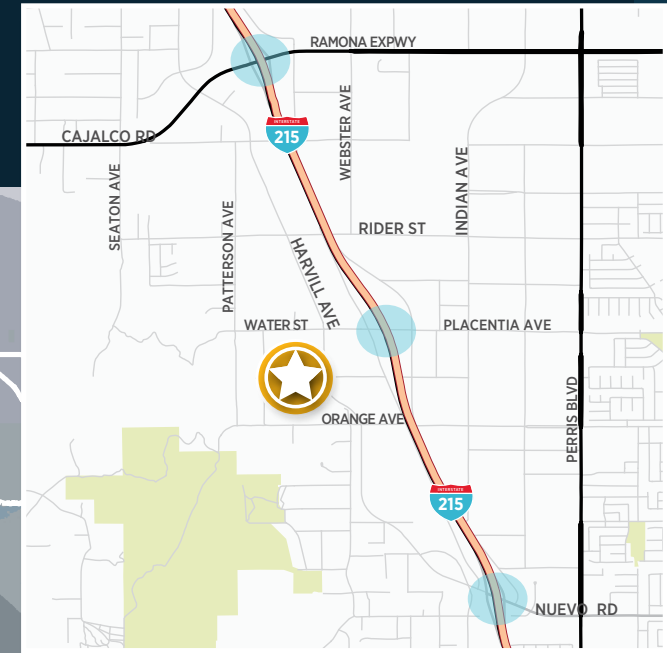 RAMONA EXPWY
CAJALCO RD
INTERSTATE
215
WEBSTER AVE
SEATON AVE
PATTERSON AVE
INDIAN AVE
RIDER ST
HARVILL AVE
WATER ST
PLACENTIA AVE
ORANGE AVE
PERRIS BLVD
INTERSTATE
215
NUEVO RD